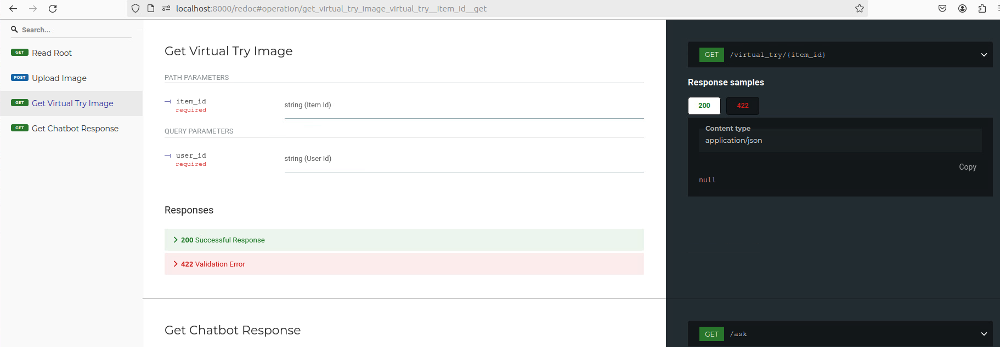 localhost:8000/redoc#operation/get_virtual_try_image_virtual_try__item_id__get
Search...
GET Read Root
POST Upload Image
GET Get Virtual Try Image
GET Get Chatbot Response
Get Virtual Try Image
PATH PARAMETERS
item_id
required
string (Item Id)
QUERY PARAMETERS
user_id
required
string (User Id)
Responses
200 Successful Response
422 Validation Error
Get Chatbot Response
GET /virtual_try/{item_id}
Response samples
200 422
Content type
application/json
Copy
null
GET /ask